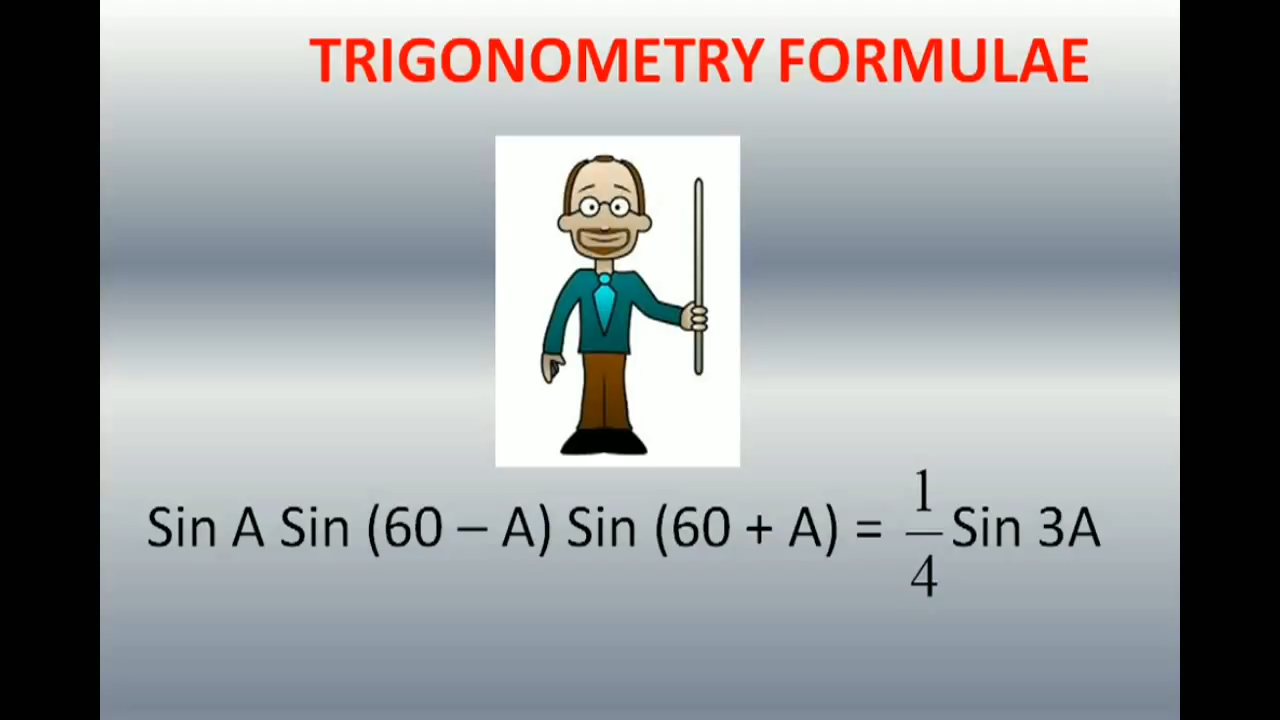 TRIGONOMETRY FORMULAE
Sin A Sin (60 – A) Sin (60 + A) = 1/4 Sin 3A